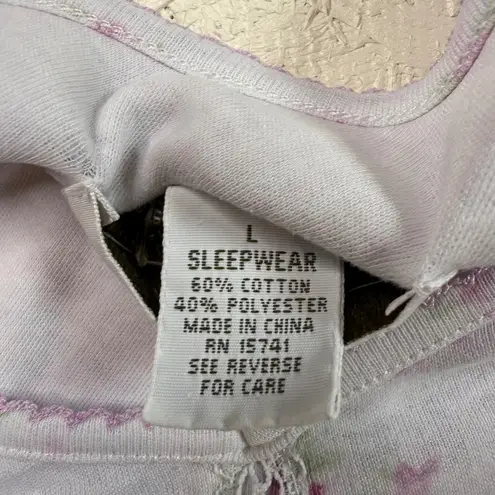 L
SLEEPWEAR
60% COTTON
40% POLYESTER
MADE IN CHINA
RN 15741
SEE REVERSE
FOR CARE